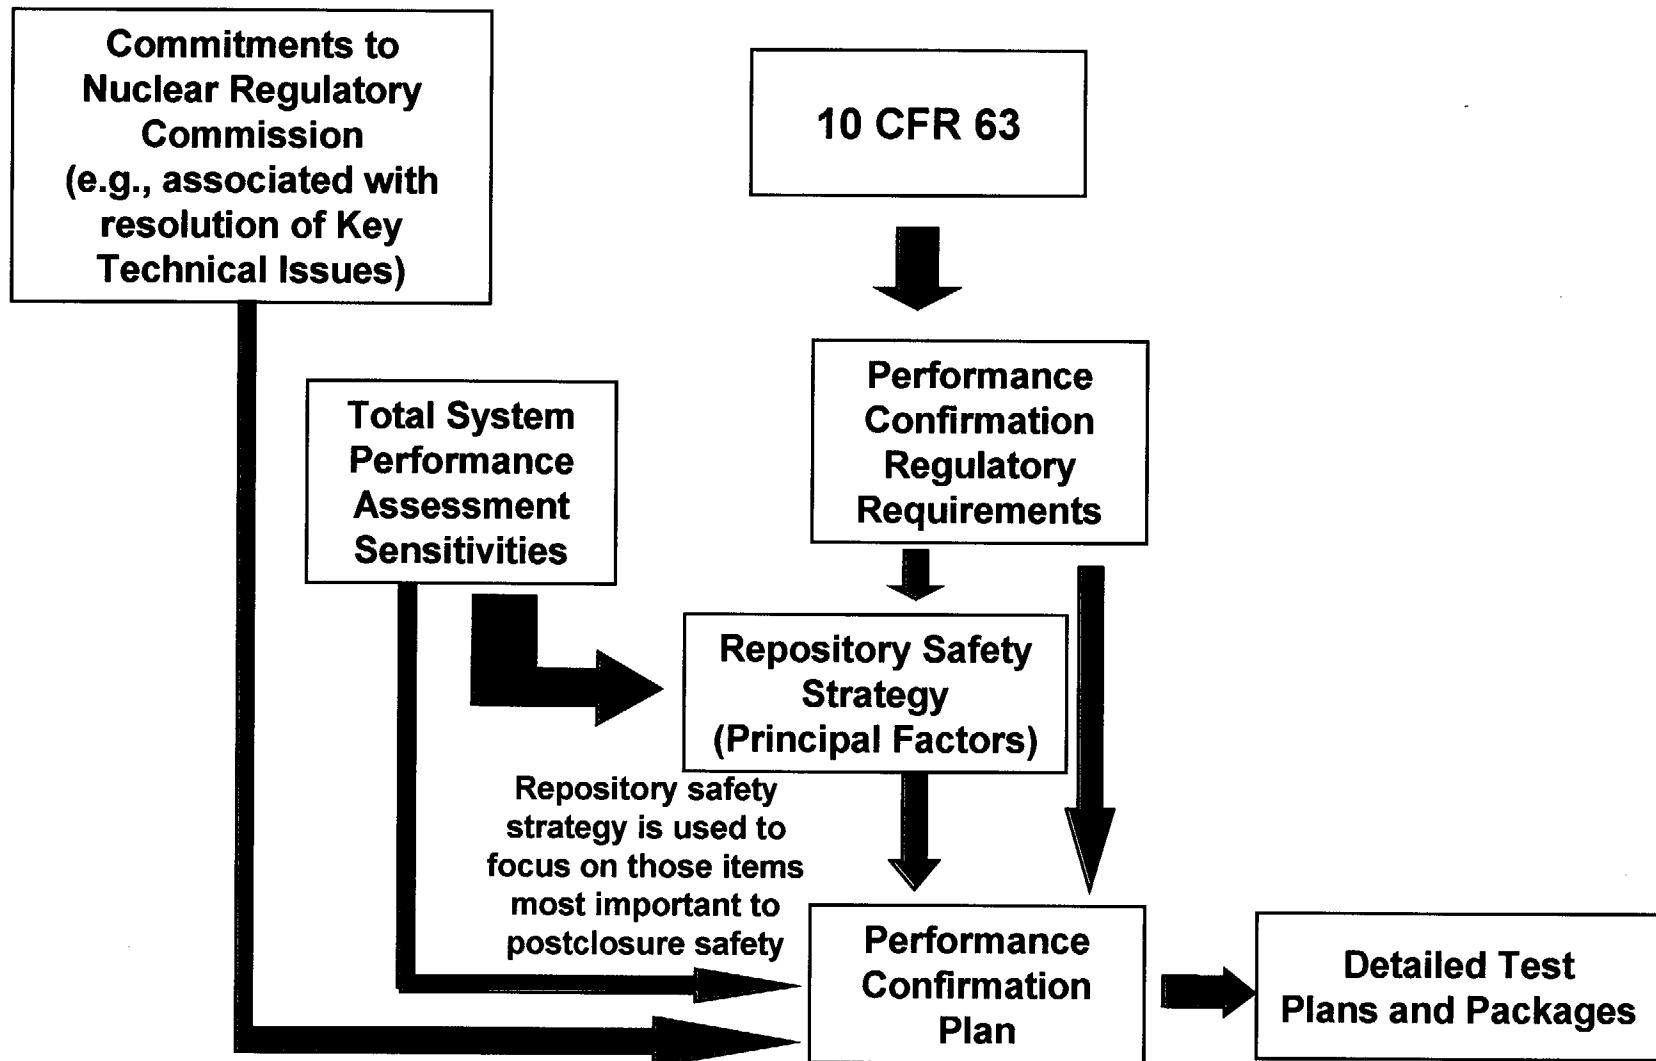 Commitments to
Nuclear Regulatory
Commission
(e.g., associated with
resolution of Key
Technical Issues)
10 CFR 63
Performance
Confirmation
Regulatory
Requirements
Total System
Performance
Assessment
Sensitivities
Repository Safety
Strategy
(Principal Factors)
Repository safety
strategy is used to
focus on those items
most important to
postclosure safety
Performance
Confirmation
Plan
Detailed Test
Plans and Packages